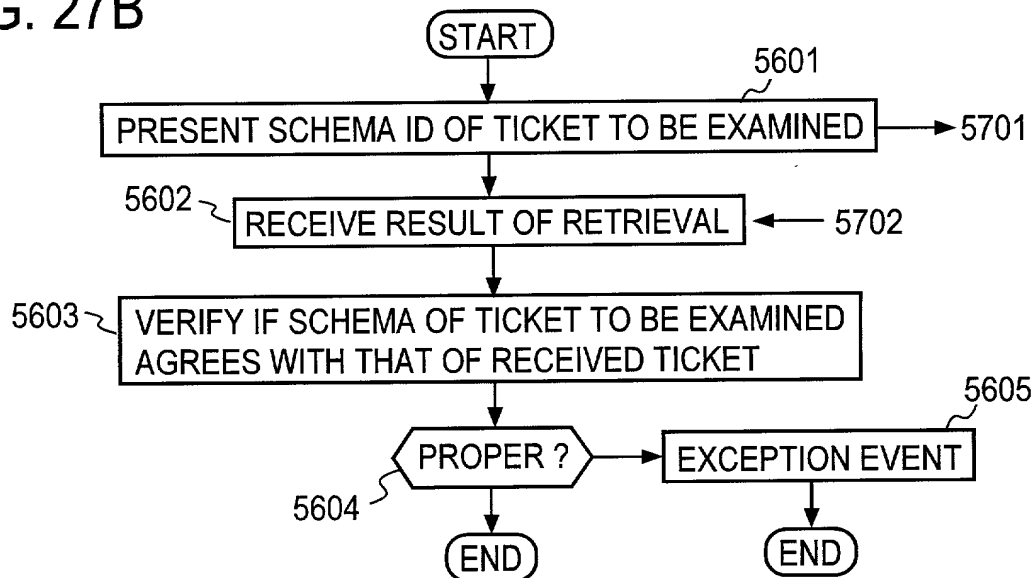 G. 27B
START
5601
PRESENT SCHEMA ID OF TICKET TO BE EXAMINED
5701
5602
RECEIVE RESULT OF RETRIEVAL
5702
5603
VERIFY IF SCHEMA OF TICKET TO BE EXAMINED
AGREES WITH THAT OF RECEIVED TICKET
5605
PROPER ?
EXCEPTION EVENT
5604
END
END